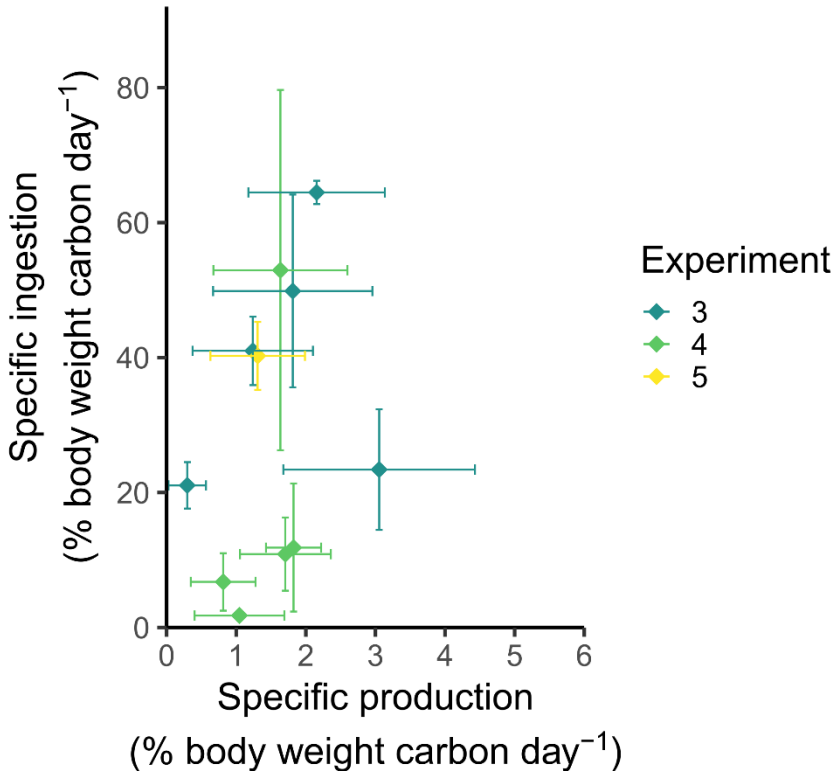 Specific ingestion
(% body weight carbon day⁻¹)
80
60
40
20
0
0 1 2 3 4 5 6
Specific production
(% body weight carbon day⁻¹)
Experiment
3
4
5